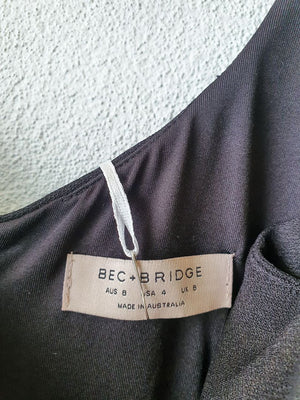 BEC + BRIDGE
AUS 8 USA 4 UK 8
MADE IN AUSTRALIA